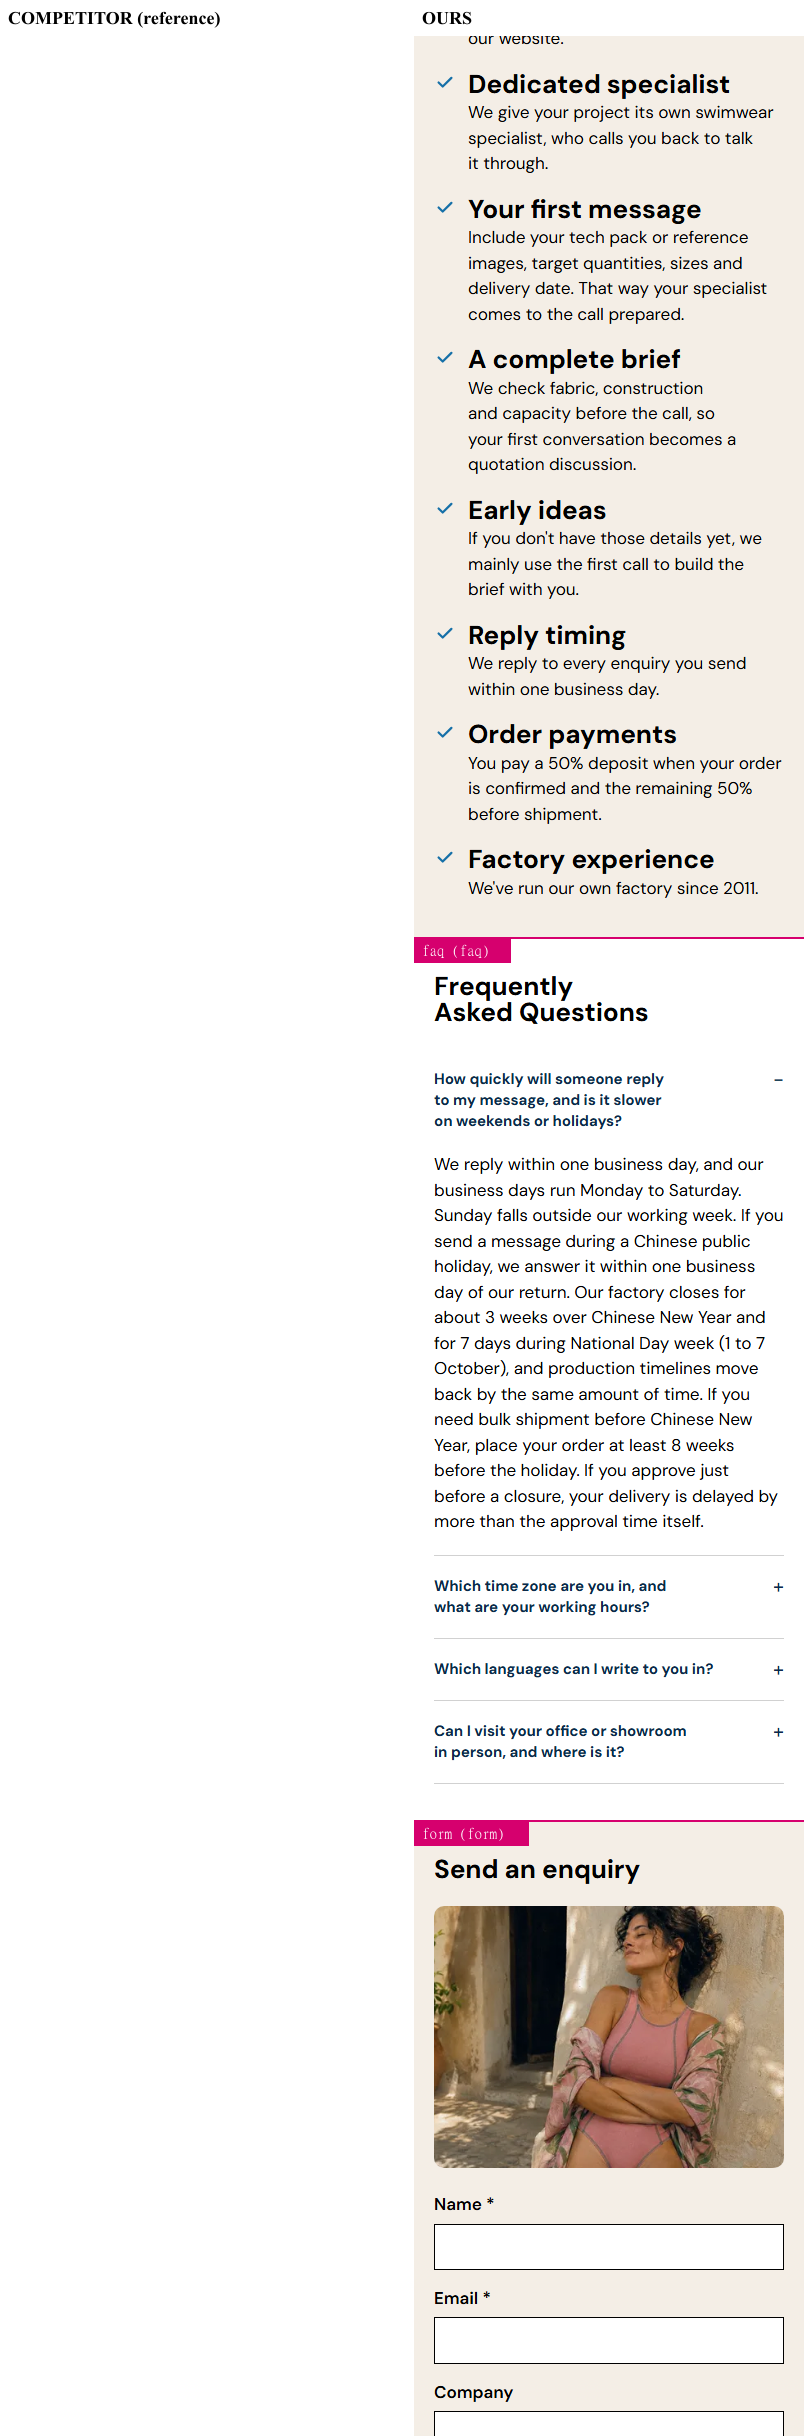 COMPETITOR (reference)
OURS
our website.
Dedicated specialist
We give your project its own swimwear
specialist, who calls you back to talk
it through.
Your first message
Include your tech pack or reference
images, target quantities, sizes and
delivery date. That way your specialist
comes to the call prepared.
A complete brief
We check fabric, construction
and capacity before the call, so
your first conversation becomes a
quotation discussion.
Early ideas
If you don't have those details yet, we
mainly use the first call to build the
brief with you.
Reply timing
We reply to every enquiry you send
within one business day.
Order payments
You pay a 50% deposit when your order
is confirmed and the remaining 50%
before shipment.
Factory experience
We've run our own factory since 2011.
faq (faq)
Frequently
Asked Questions
How quickly will someone reply
to my message, and is it slower
on weekends or holidays?
−
We reply within one business day, and our
business days run Monday to Saturday.
Sunday falls outside our working week. If you
send a message during a Chinese public
holiday, we answer it within one business
day of our return. Our factory closes for
about 3 weeks over Chinese New Year and
for 7 days during National Day week (1 to 7
October), and production timelines move
back by the same amount of time. If you
need bulk shipment before Chinese New
Year, place your order at least 8 weeks
before the holiday. If you approve just
before a closure, your delivery is delayed by
more than the approval time itself.
Which time zone are you in, and
what are your working hours?
+
Which languages can I write to you in?
+
Can I visit your office or showroom
in person, and where is it?
+
form (form)
Send an enquiry
Name *
Email *
Company